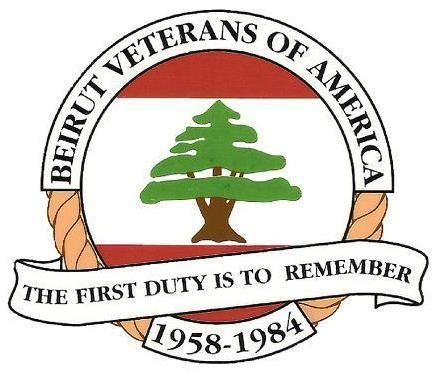 BEIRUT VETERANS OF AMERICA
THE FIRST DUTY IS TO REMEMBER
1958-1984